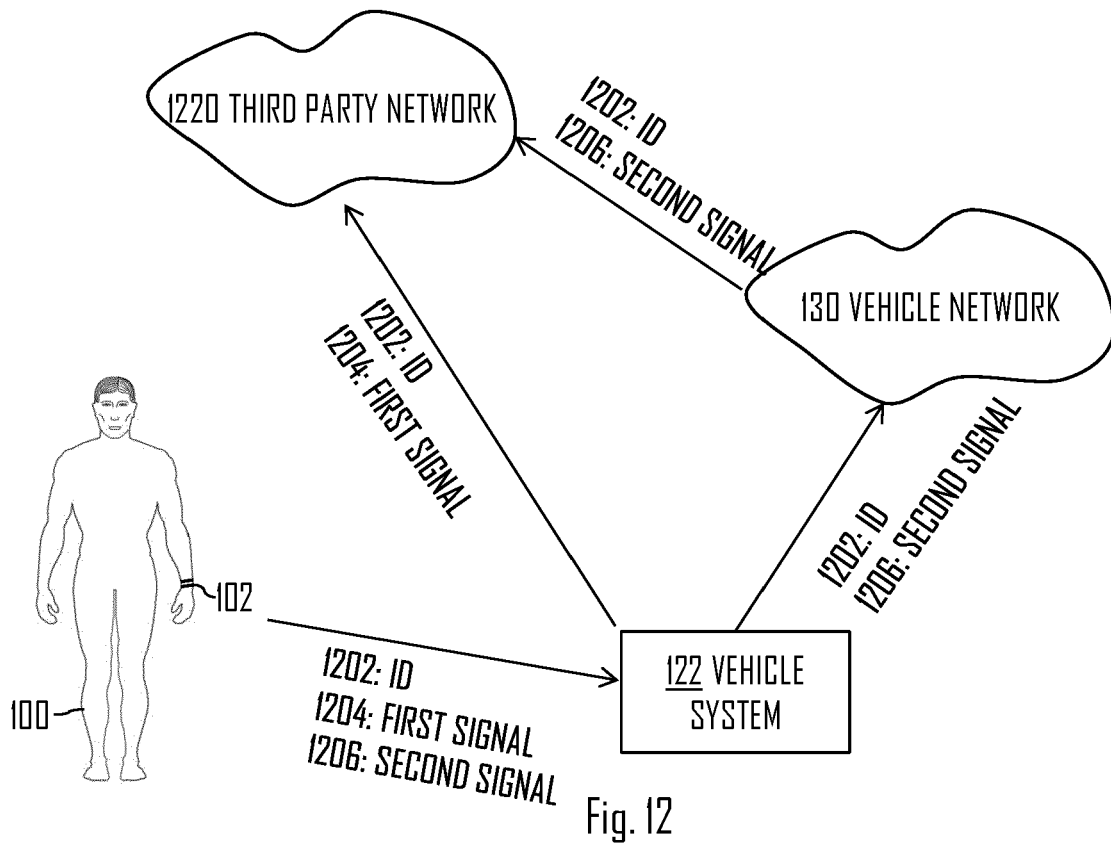 1220 THIRD PARTY NETWORK
1202: ID
1206: SECOND SIGNAL
130 VEHICLE NETWORK
1202: ID
1204: FIRST SIGNAL
1202: ID
1206: SECOND SIGNAL
102
100
1202: ID
1204: FIRST SIGNAL
1206: SECOND SIGNAL
122 VEHICLE
SYSTEM
Fig. 12